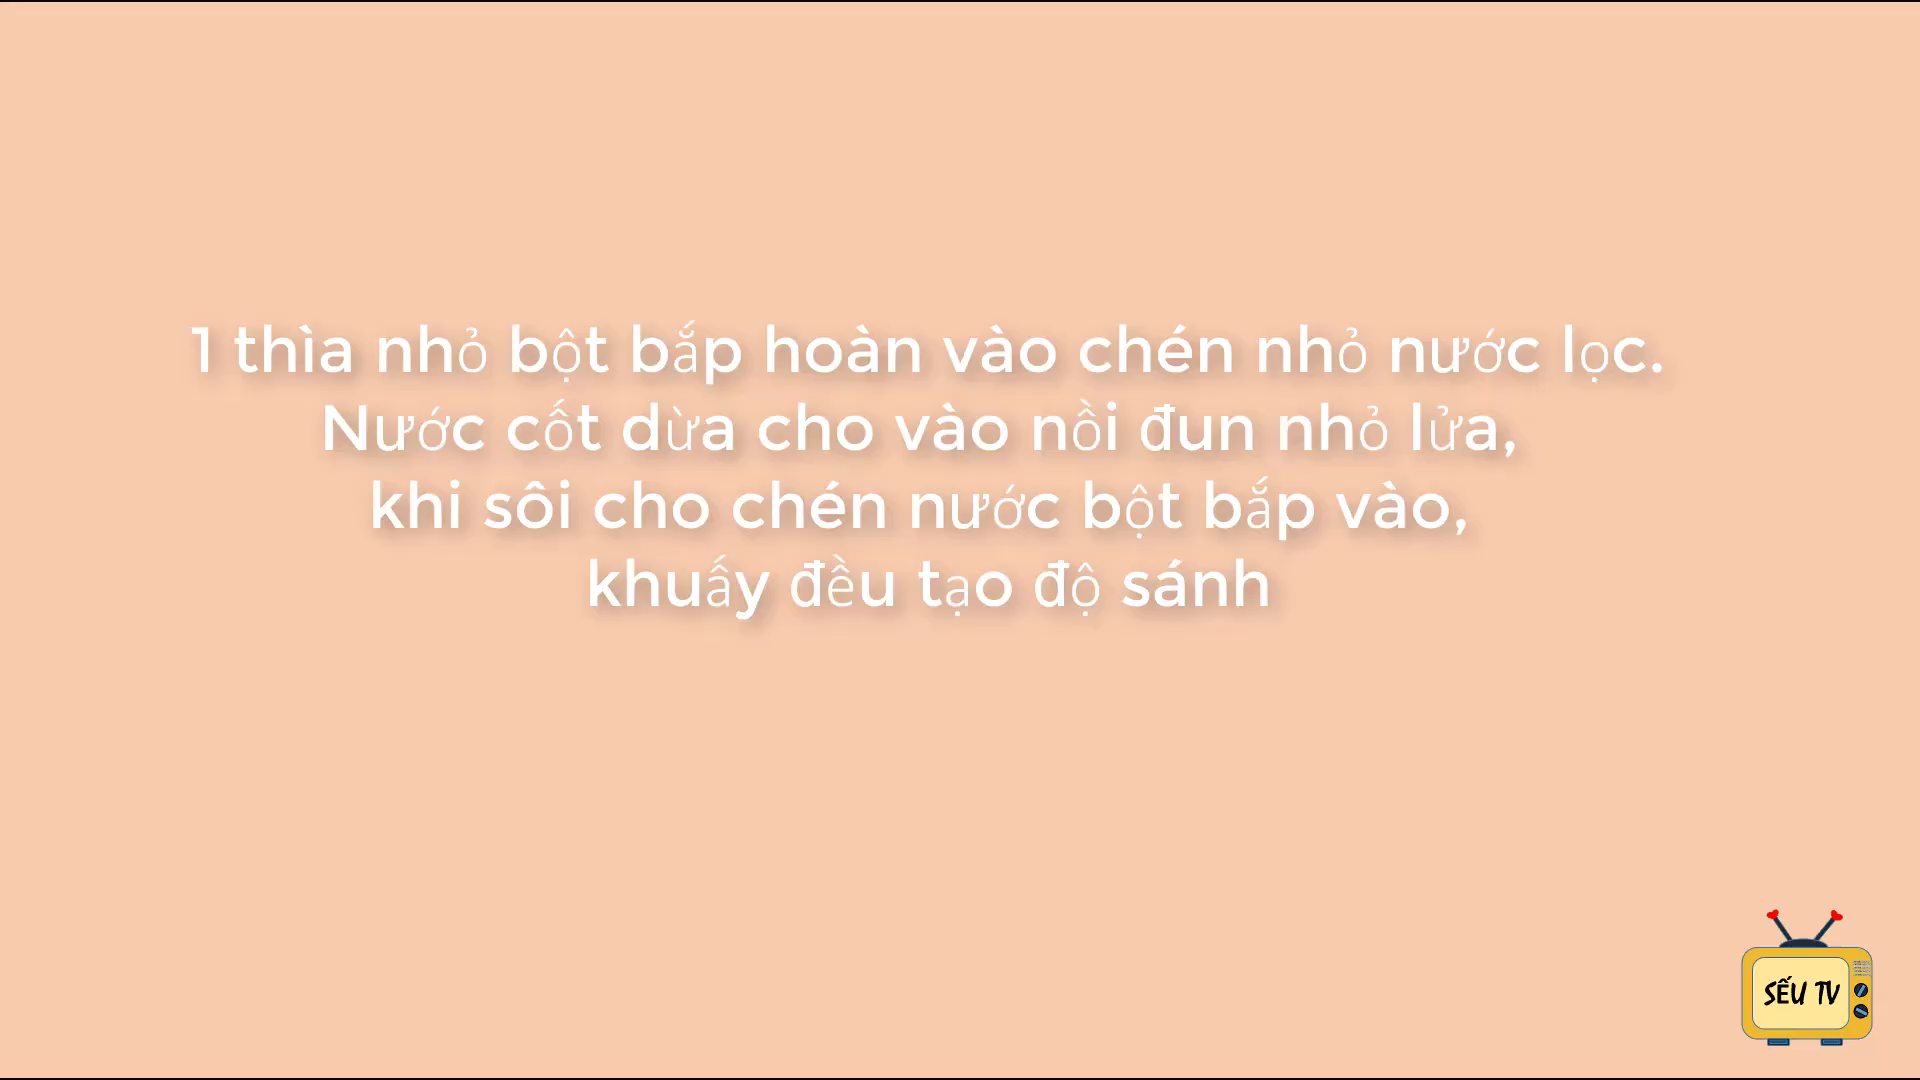 1 thìa nhỏ bột bắp hoàn vào chén nhỏ nước lọc.
Nước cốt dừa cho vào nồi đun nhỏ lửa,
khi sôi cho chén nước bột bắp vào,
khuấy đều tạo độ sánh
SẾU TV